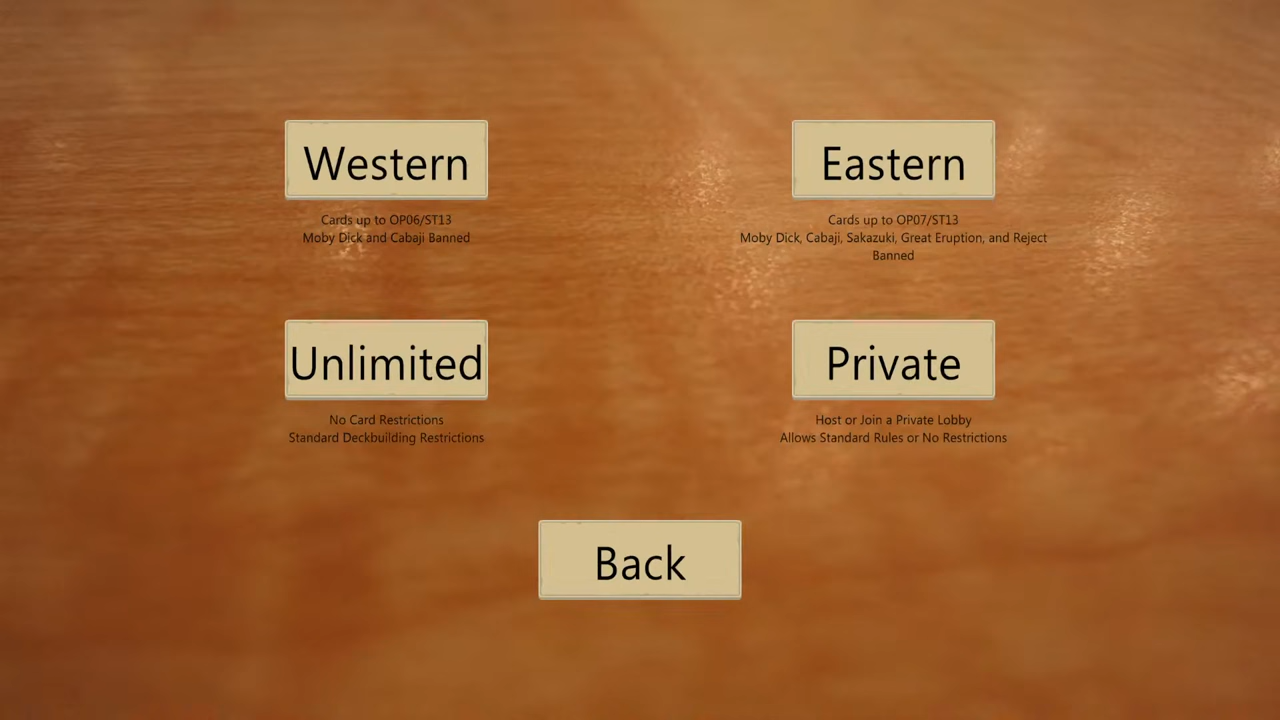 Western
Cards up to OP06/ST13
Moby Dick and Cabaji Banned
Eastern
Cards up to OP07/ST13
Moby Dick, Cabaji, Sakazuki, Great Eruption, and Reject
Banned
Unlimited
No Card Restrictions
Standard Deckbuilding Restrictions
Private
Host or Join a Private Lobby
Allows Standard Rules or No Restrictions
Back